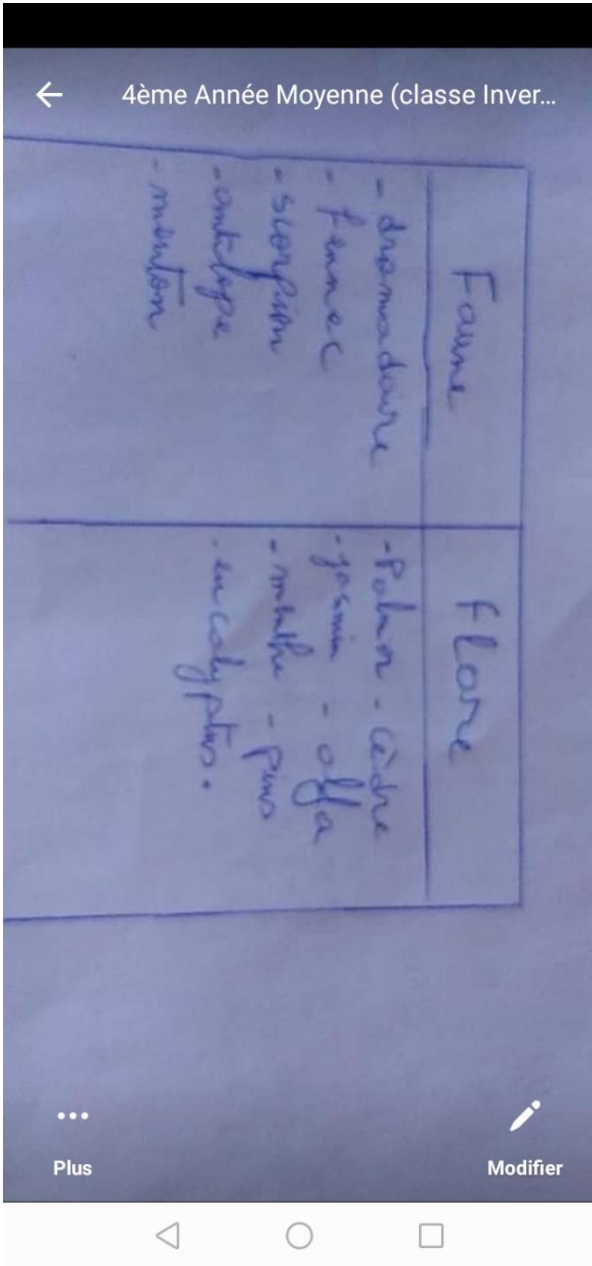 4ème Année Moyenne (classe Inver...
Faune
- dromadaire
- fennec
- scorpion
- antilope
- mouton
Flore
- Palmier - Cèdre
- jasmin - alfa
- menthe - pins
- eucalyptus.
Plus
Modifier